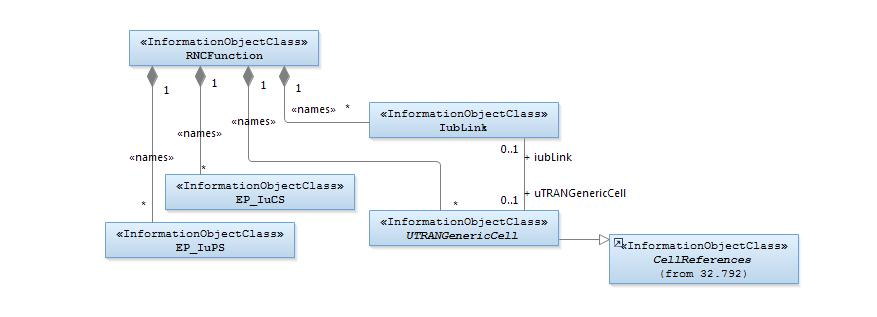 «InformationObjectClass»
RNCFunction
1
1
1
1
«names»
*
«InformationObjectClass»
IubLink
«names»
«names»
«names»
0..1
+ iubLink
*
«InformationObjectClass»
EP_IuCS
+ uTRANGenericCell
0..1
*
*
«InformationObjectClass»
UTRANGenericCell
«InformationObjectClass»
EP_IuPS
«InformationObjectClass»
CellReferences
(from 32.792)